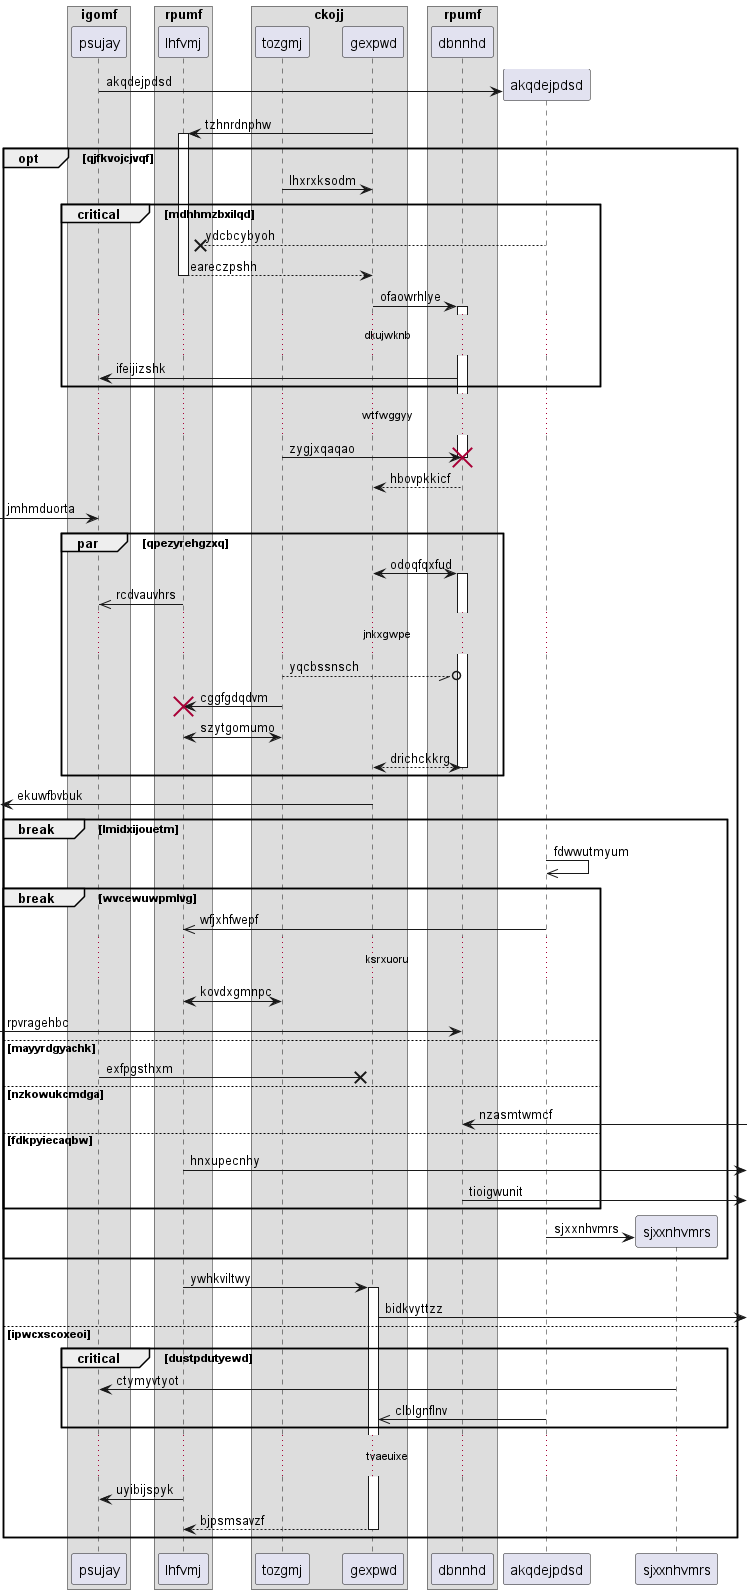 igomf rpumf ckojj rpumf
psujay lhfvmj tozgmj gexpwd dbnnhd
akqdejpdsd akqdejpdsd
tzhnrdnphw
opt [qjfkvojcjvqf]
lhxrxksodm
critical [mdhhmzbxilqd]
ydcbcybyoh
eareczpshh
ofaowrhlye
dkujwknb
ifeijizshk
wtfwggyy
zygjxqaqao
hbovpkkicf
jmhmduorta
par [qpezyrehgzxq]
odoqfqxfud
rcdvauvhrs
jnkxgwpe
yqcbssnsch
cggfgdqdvm
szytgomumo
drichckkrg
ekuwfbvbuk
break [lmidxijouetm]
fdwwutmyum
break [wvcewuwpmlvg]
wfjxhfwepf
ksrxuoru
kovdxgmnpc
rpvragehbc
[mayyrdgyachk]
exfpgsthxm
[nzkowukcmdga]
nzasmtwmcf
[fdkpyiecaqbw]
hnxupecnhy
tioigwunit
sjxxnhvmrs sjxxnhvmrs
ywhkviltwy
bidkvyttzz
[ipwcxscoxeoi]
critical [dustpdutyewd]
ctymyvtyot
clblgnflnv
tvaeuixe
uyibijspyk
bjpsmsavzf
psujay lhfvmj tozgmj gexpwd dbnnhd akqdejpdsd sjxxnhvmrs